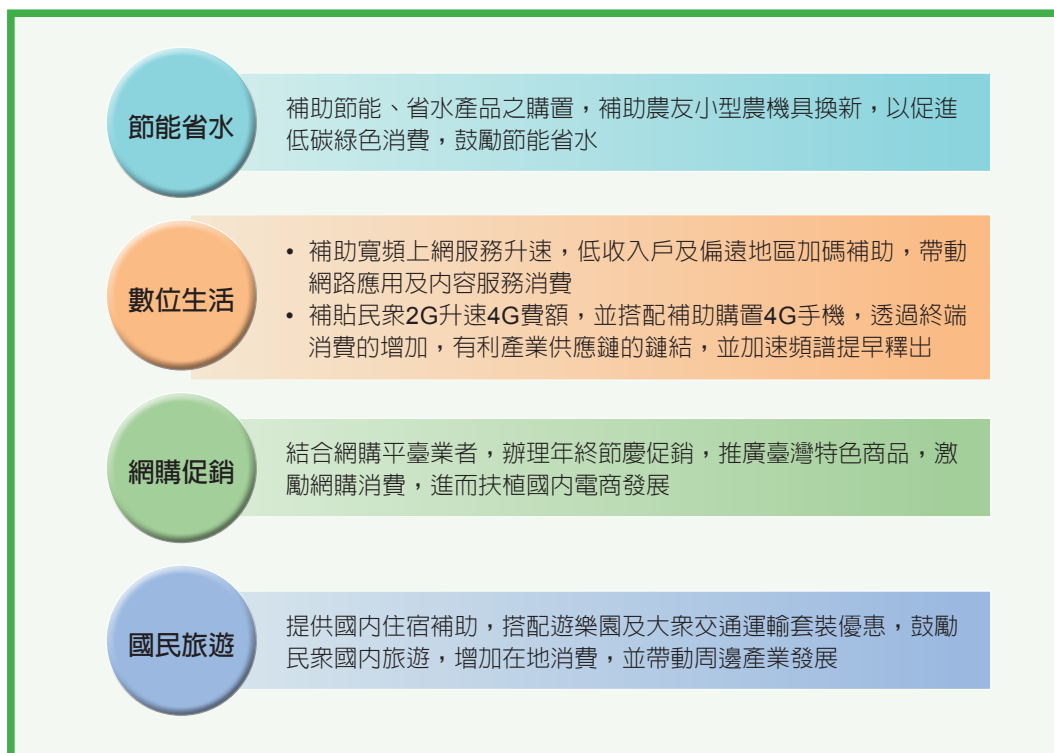 節能省水
補助節能、省水產品之購置，補助農友小型農機具換新，以促進
低碳綠色消費，鼓勵節能省水
數位生活
• 補助寬頻上網服務升速，低收入戶及偏遠地區加碼補助，帶動
網路應用及內容服務消費
• 補貼民眾2G升速4G費額，並搭配補助購置4G手機，透過終端
消費的增加，有利產業供應鏈的鏈結，並加速頻譜提早釋出
網購促銷
結合網購平臺業者，辦理年終節慶促銷，推廣臺灣特色商品，激
勵網購消費，進而扶植國內電商發展
國民旅遊
提供國內住宿補助，搭配遊樂園及大眾交通運輸套裝優惠，鼓勵
民眾國內旅遊，增加在地消費，並帶動周邊產業發展